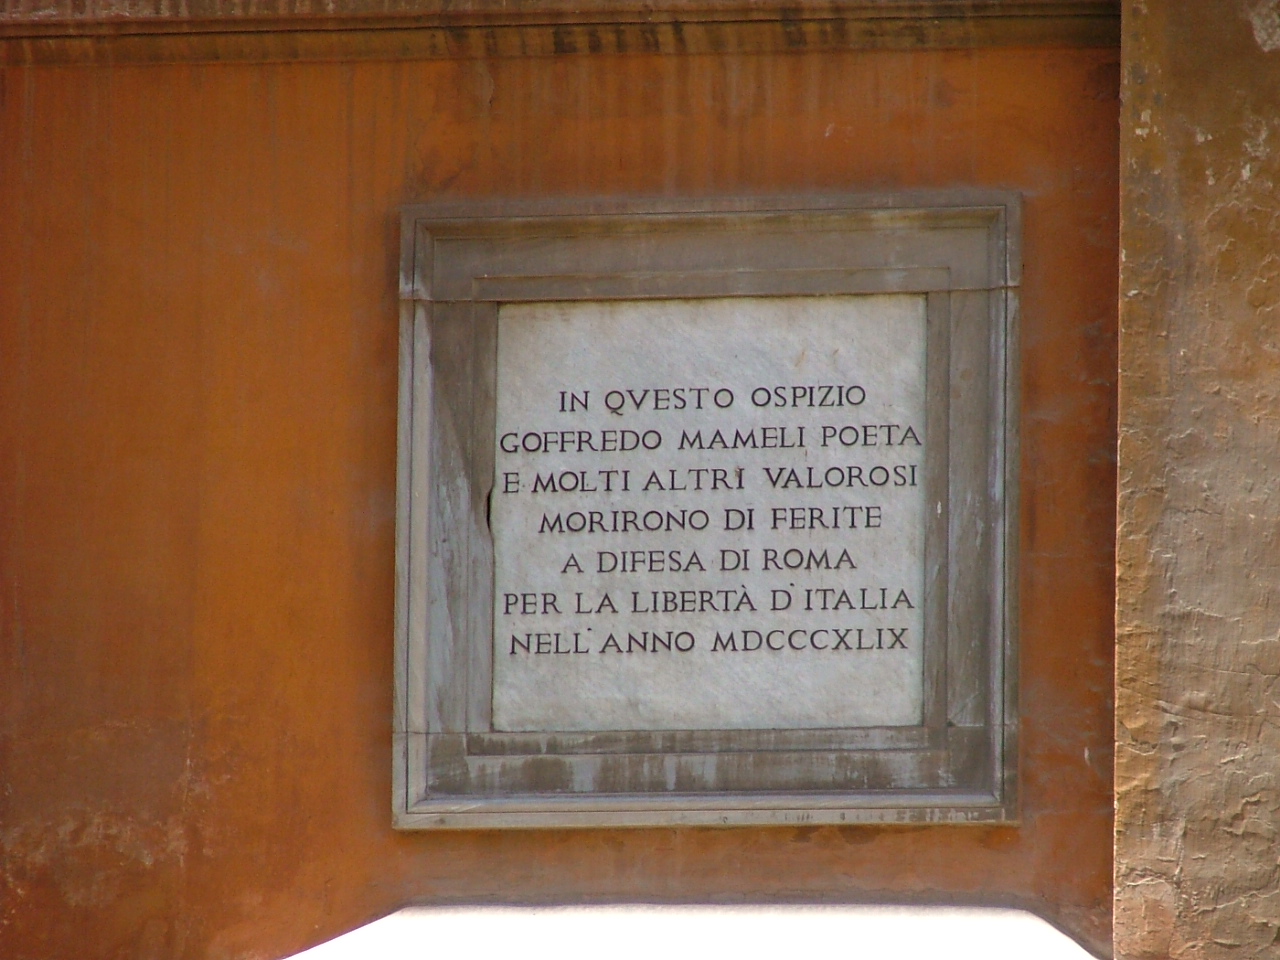 IN QVESTO OSPIZIO
GOFFREDO MAMELI POETA
E MOLTI ALTRI VALOROSI
MORIRONO DI FERITE
A DIFESA DI ROMA
PER LA LIBERTÀ D'ITALIA
NELL'ANNO MDCCCXLIX